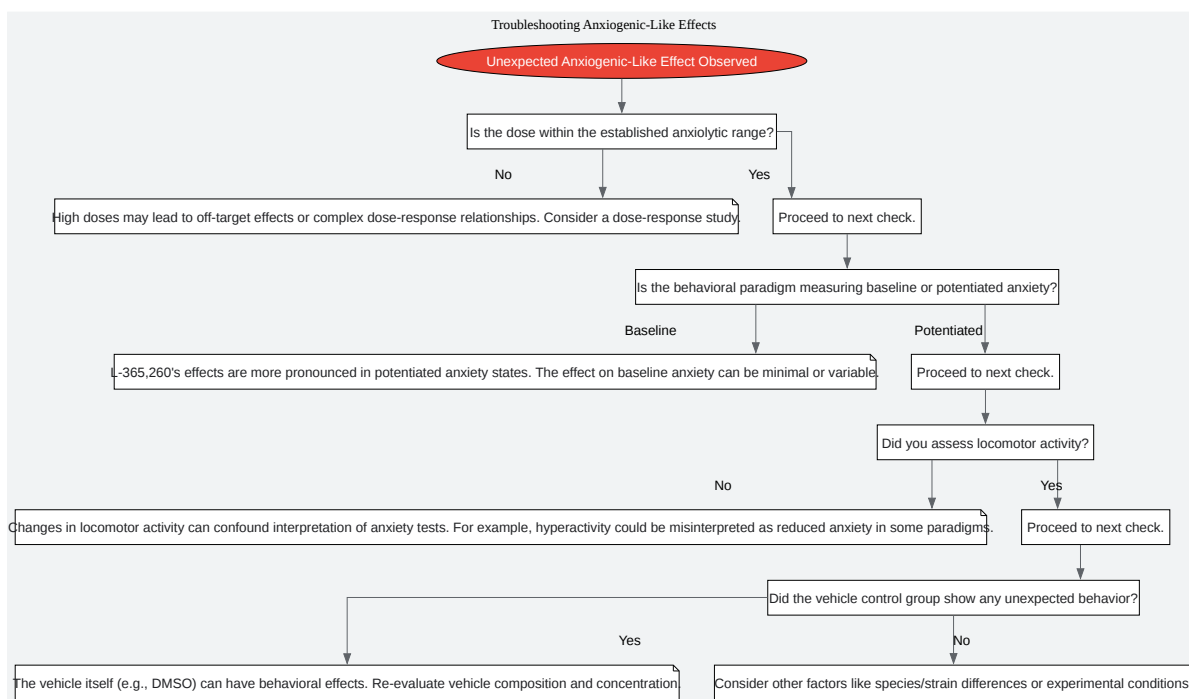 Troubleshooting Anxiogenic-Like Effects
Unexpected Anxiogenic-Like Effect Observed
Is the dose within the established anxiolytic range?
No
Yes
High doses may lead to off-target effects or complex dose-response relationships. Consider a dose-response study.
Proceed to next check.
Is the behavioral paradigm measuring baseline or potentiated anxiety?
Baseline
Potentiated
L-365,260's effects are more pronounced in potentiated anxiety states. The effect on baseline anxiety can be minimal or variable.
Proceed to next check.
Did you assess locomotor activity?
No
Yes
Changes in locomotor activity can confound interpretation of anxiety tests. For example, hyperactivity could be misinterpreted as reduced anxiety in some paradigms.
Proceed to next check.
Did the vehicle control group show any unexpected behavior?
Yes
No
The vehicle itself (e.g., DMSO) can have behavioral effects. Re-evaluate vehicle composition and concentration.
Consider other factors like species/strain differences or experimental conditions